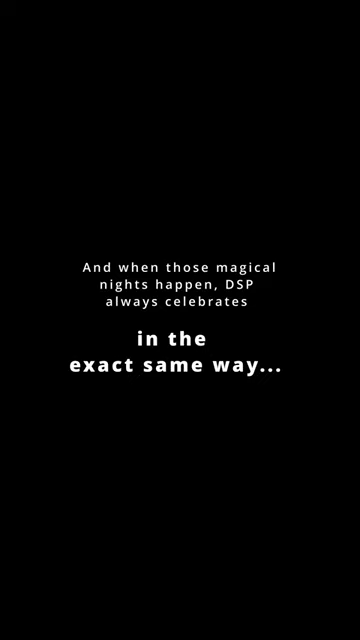 And when those magical
nights happen, DSP
always celebrates
in the
exact same way...